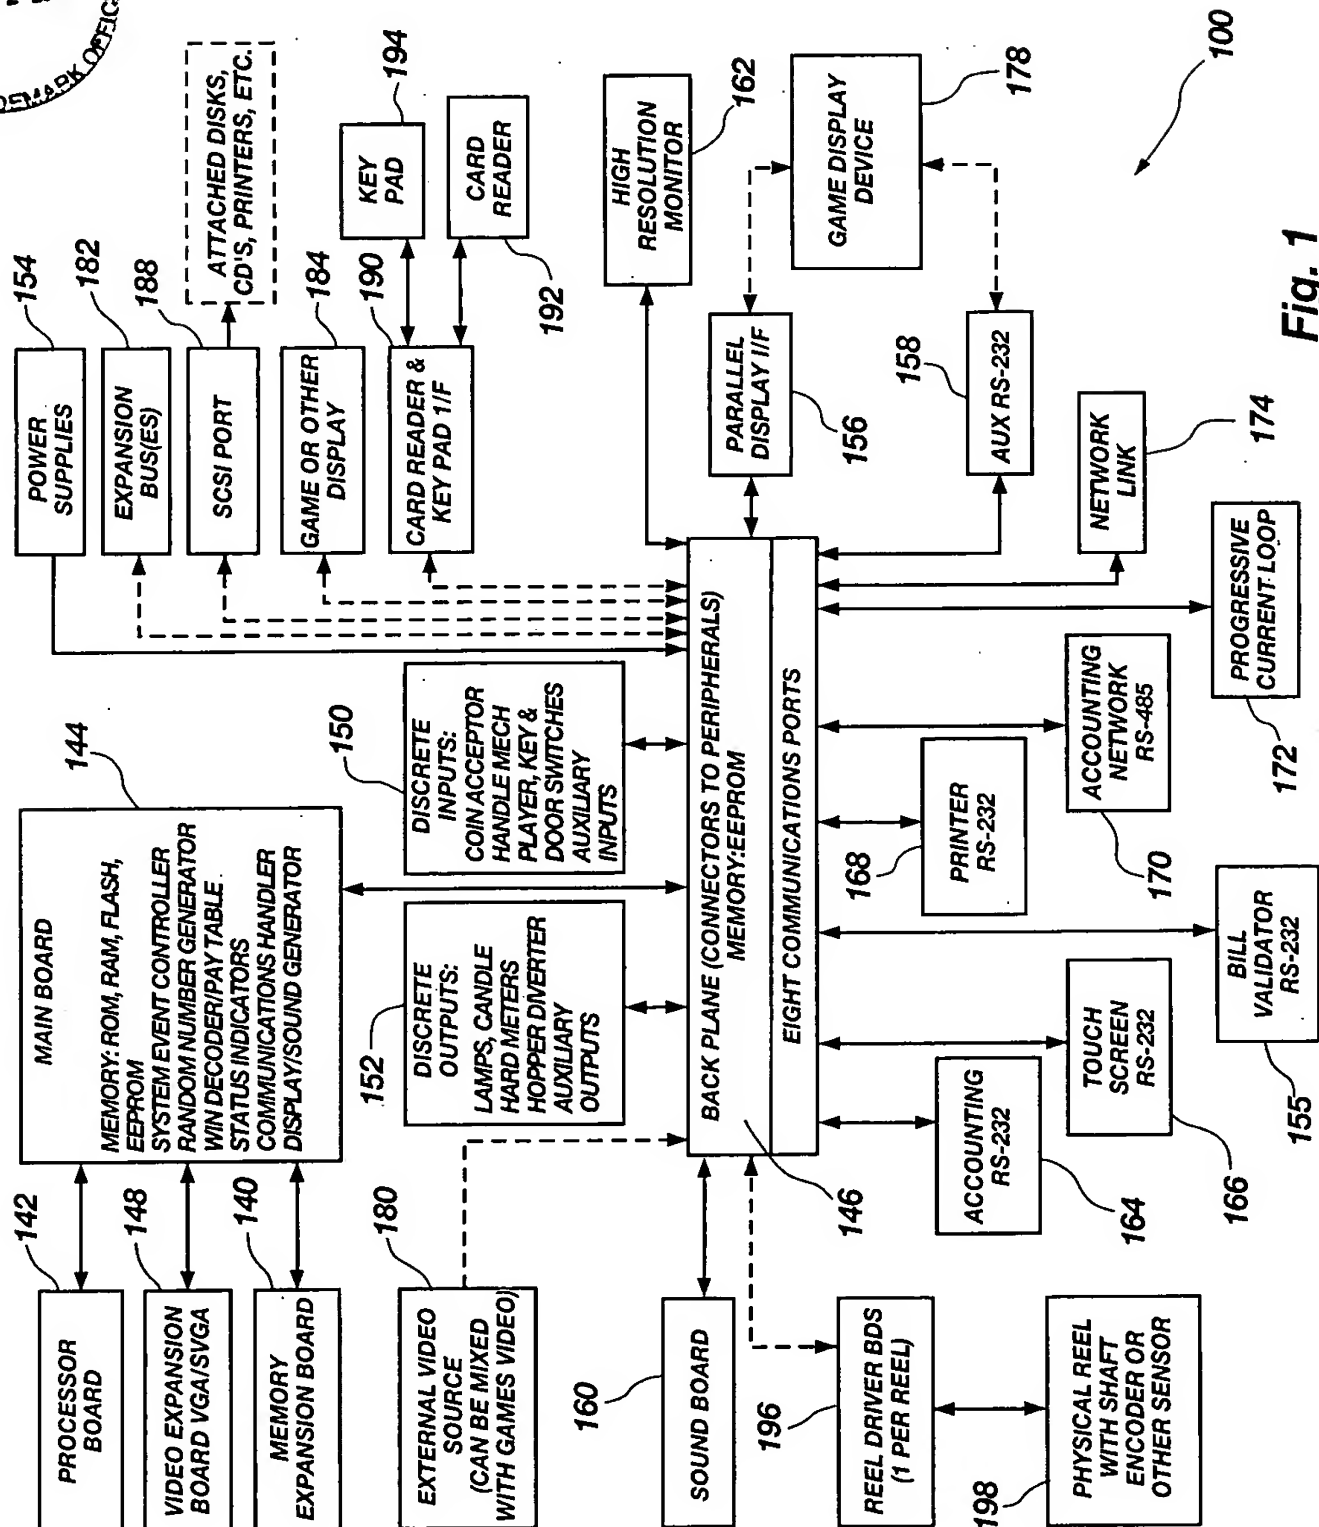 PROCESSOR
BOARD
142
VIDEO EXPANSION
BOARD VGA/SVGA
148
MEMORY
EXPANSION BOARD
140
MAIN BOARD
MEMORY: ROM, RAM, FLASH,
EEPROM
SYSTEM EVENT CONTROLLER
RANDOM NUMBER GENERATOR
WIN DECODER/PAY TABLE
STATUS INDICATORS
COMMUNICATIONS HANDLER
DISPLAY/SOUND GENERATOR
144
POWER
SUPPLIES
154
EXPANSION
BUS(ES)
182
SCSI PORT
188
ATTACHED DISKS,
CD'S, PRINTERS, ETC.
GAME OR OTHER
DISPLAY
184
CARD READER &
KEY PAD 1/F
190
KEY
PAD
194
CARD
READER
192
EXTERNAL VIDEO
SOURCE
(CAN BE MIXED
WITH GAMES VIDEO)
180
DISCRETE
OUTPUTS:
LAMPS, CANDLE
HARD METERS
HOPPER DIVERTER
AUXILIARY
OUTPUTS
152
DISCRETE
INPUTS:
COIN ACCEPTOR
HANDLE MECH
PLAYER, KEY &
DOOR SWITCHES
AUXILIARY
INPUTS
150
HIGH
RESOLUTION
MONITOR
162
SOUND BOARD
160
BACK PLANE (CONNECTORS TO PERIPHERALS)
MEMORY:EEPROM
EIGHT COMMUNICATIONS PORTS
146
PARALLEL
DISPLAY I/F
156
GAME DISPLAY
DEVICE
178
REEL DRIVER BDS
(1 PER REEL)
196
PHYSICAL REEL
WITH SHAFT
ENCODER OR
OTHER SENSOR
198
ACCOUNTING
RS-232
164
TOUCH
SCREEN
RS-232
166
BILL
VALIDATOR
RS-232
155
PRINTER
RS-232
168
ACCOUNTING
NETWORK
RS-485
170
PROGRESSIVE
CURRENT LOOP
172
NETWORK
LINK
174
AUX RS-232
158
100
Fig. 1